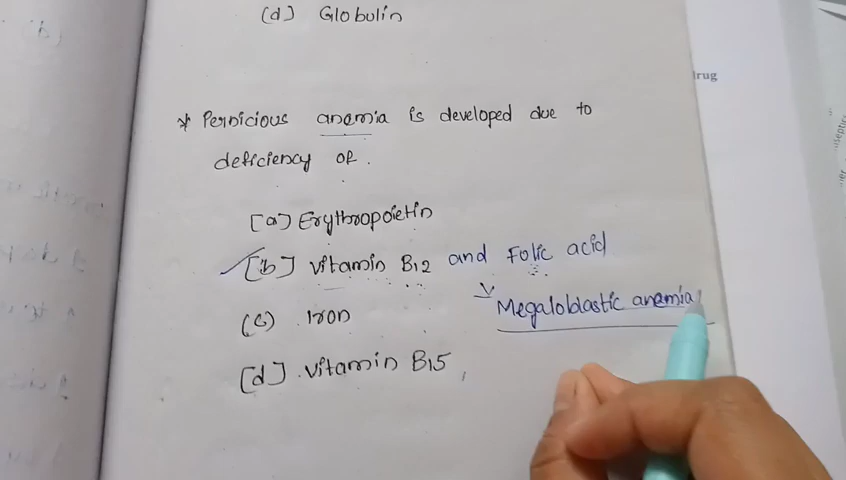 (d) Globulin
* Pernicious anemia is developed due to
deficiency of.
[a) Erythropoietin
[b] Vitamin B12 and Folic acid
Megaloblastic anemia
(c) Iron
[d] Vitamin B15
rug